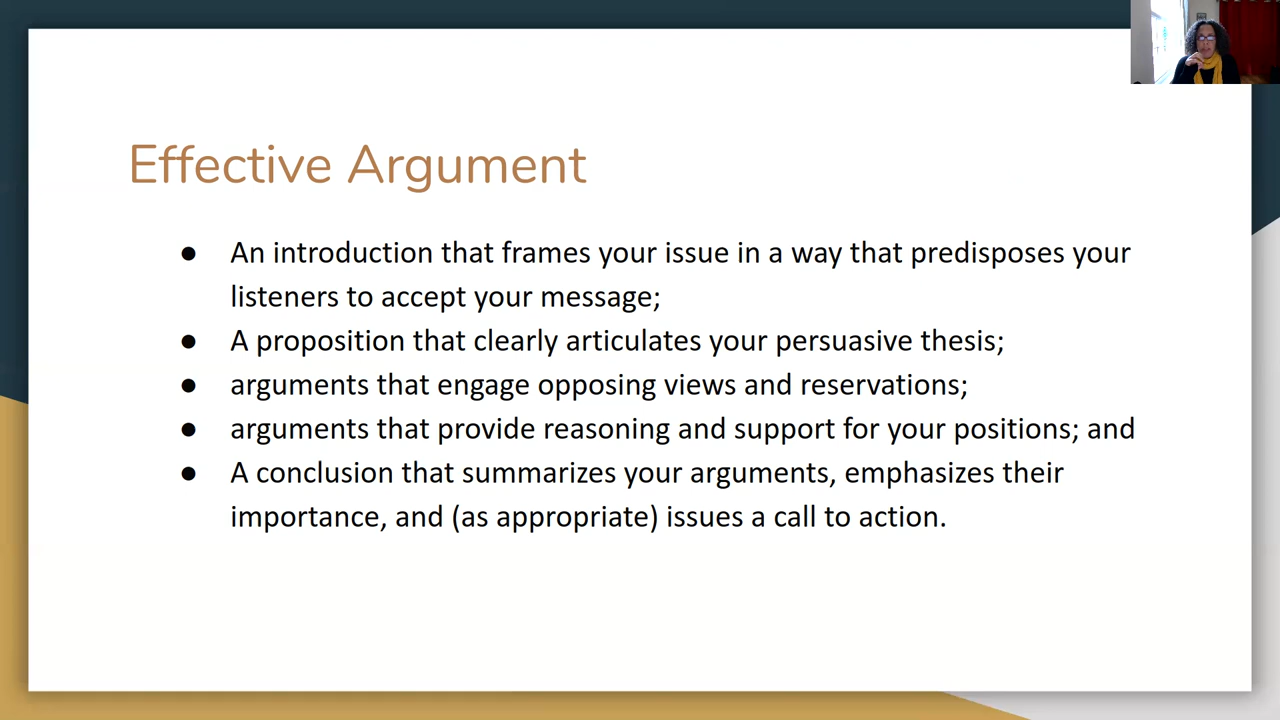 Effective Argument
● An introduction that frames your issue in a way that predisposes your
listeners to accept your message;
● A proposition that clearly articulates your persuasive thesis;
● arguments that engage opposing views and reservations;
● arguments that provide reasoning and support for your positions; and
● A conclusion that summarizes your arguments, emphasizes their
importance, and (as appropriate) issues a call to action.